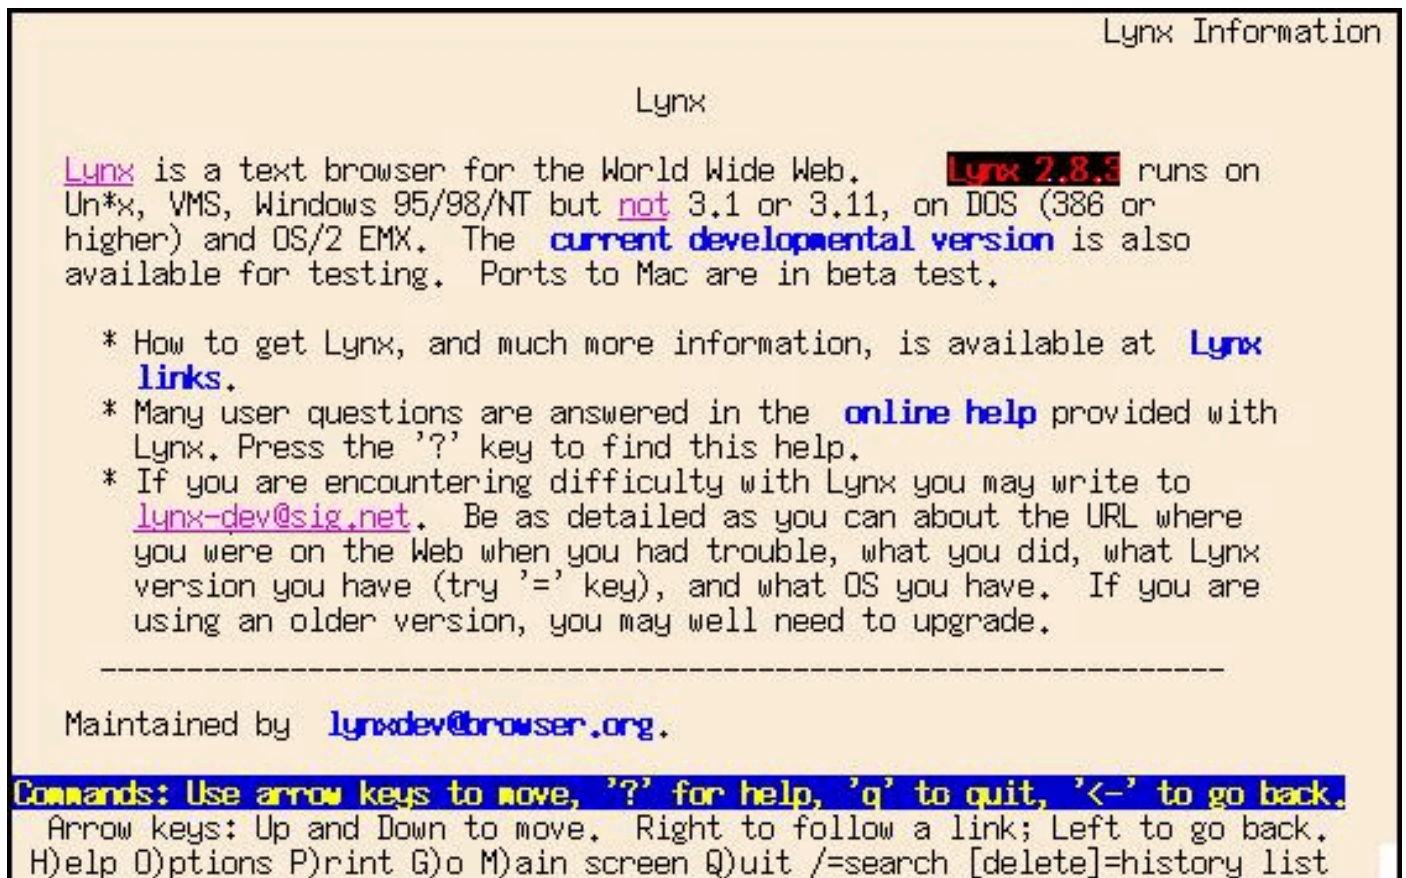 Lynx Information
Lynx
Lynx is a text browser for the World Wide Web. Lynx 2.8.3 runs on
Un*x, VMS, Windows 95/98/NT but not 3.1 or 3.11, on DOS (386 or
higher) and OS/2 EMX. The current developmental version is also
available for testing. Ports to Mac are in beta test.
* How to get Lynx, and much more information, is available at Lynx
links.
* Many user questions are answered in the online help provided with
Lynx. Press the '?' key to find this help.
* If you are encountering difficulty with Lynx you may write to
lynx-dev@sig.net. Be as detailed as you can about the URL where
you were on the Web when you had trouble, what you did, what Lynx
version you have (try '=' key), and what OS you have. If you are
using an older version, you may well need to upgrade.
-----------------------------------------------------------------
Maintained by lynxdev@browser.org.
Commands: Use arrow keys to move, '?' for help, 'q' to quit, '<-' to go back.
Arrow keys: Up and Down to move. Right to follow a link; Left to go back.
H)elp O)ptions P)rint G)o M)ain screen Q)uit /=search [delete]=history list